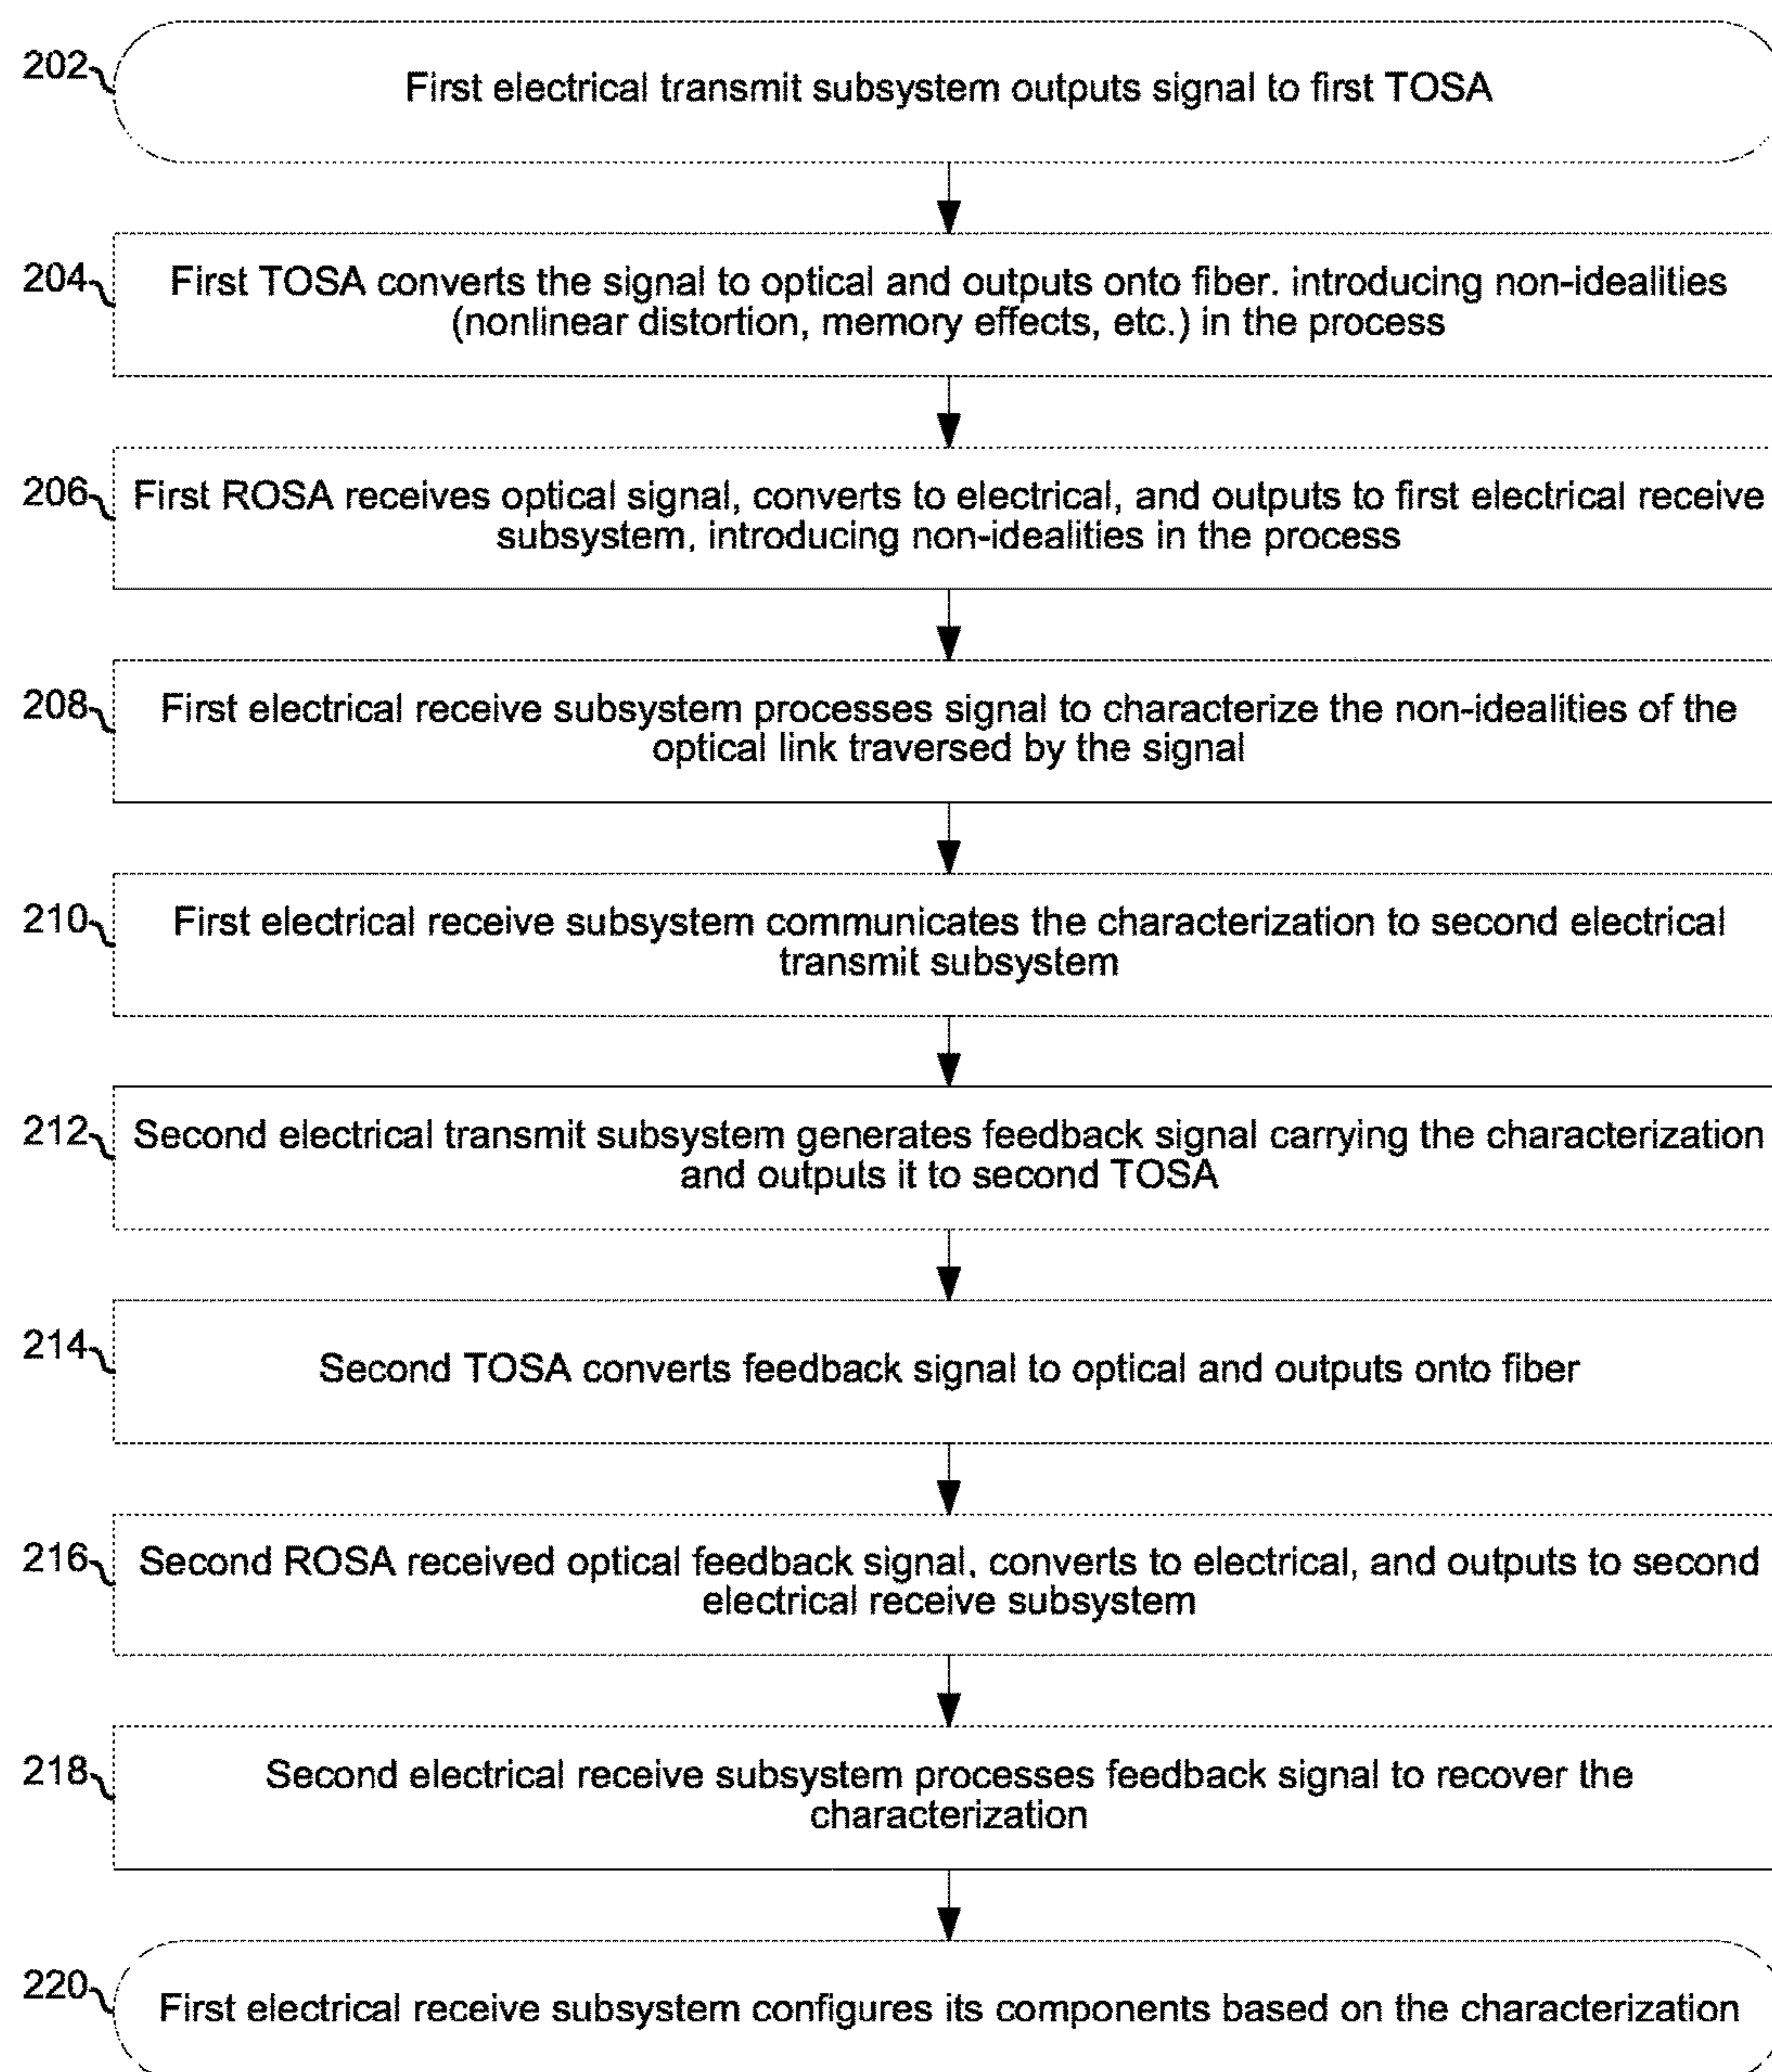 202
First electrical transmit subsystem outputs signal to first TOSA
204
First TOSA converts the signal to optical and outputs onto fiber. introducing non-idealities
(nonlinear distortion, memory effects, etc.) in the process
206
First ROSA receives optical signal, converts to electrical, and outputs to first electrical receive
subsystem, introducing non-idealities in the process
208
First electrical receive subsystem processes signal to characterize the non-idealities of the
optical link traversed by the signal
210
First electrical receive subsystem communicates the characterization to second electrical
transmit subsystem
212
Second electrical transmit subsystem generates feedback signal carrying the characterization
and outputs it to second TOSA
214
Second TOSA converts feedback signal to optical and outputs onto fiber
216
Second ROSA received optical feedback signal, converts to electrical, and outputs to second
electrical receive subsystem
218
Second electrical receive subsystem processes feedback signal to recover the
characterization
220
First electrical receive subsystem configures its components based on the characterization